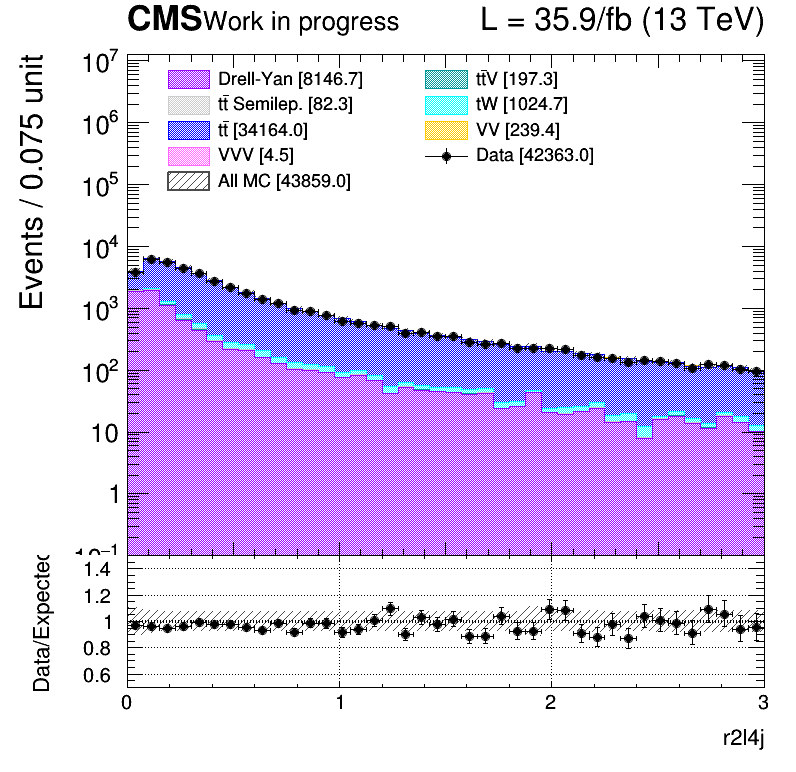 CMS Work in progress L = 35.9/fb (13 TeV)
Events / 0.075 unit
10⁷
10⁶
10⁵
10⁴
10³
10²
10
1
10⁻¹
Drell-Yan [8146.7]
tt̄ Semilep. [82.3]
tt̄ [34164.0]
VVV [4.5]
All MC [43859.0]
tt̄V [197.3]
tW [1024.7]
VV [239.4]
Data [42363.0]
Data/Expected
1.4
1.2
1
0.8
0.6
0 1 2 3
r2l4j